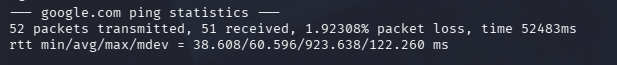 --- google.com ping statistics ---
52 packets transmitted, 51 received, 1.92308% packet loss, time 52483ms
rtt min/avg/max/mdev = 38.608/60.596/923.638/122.260 ms